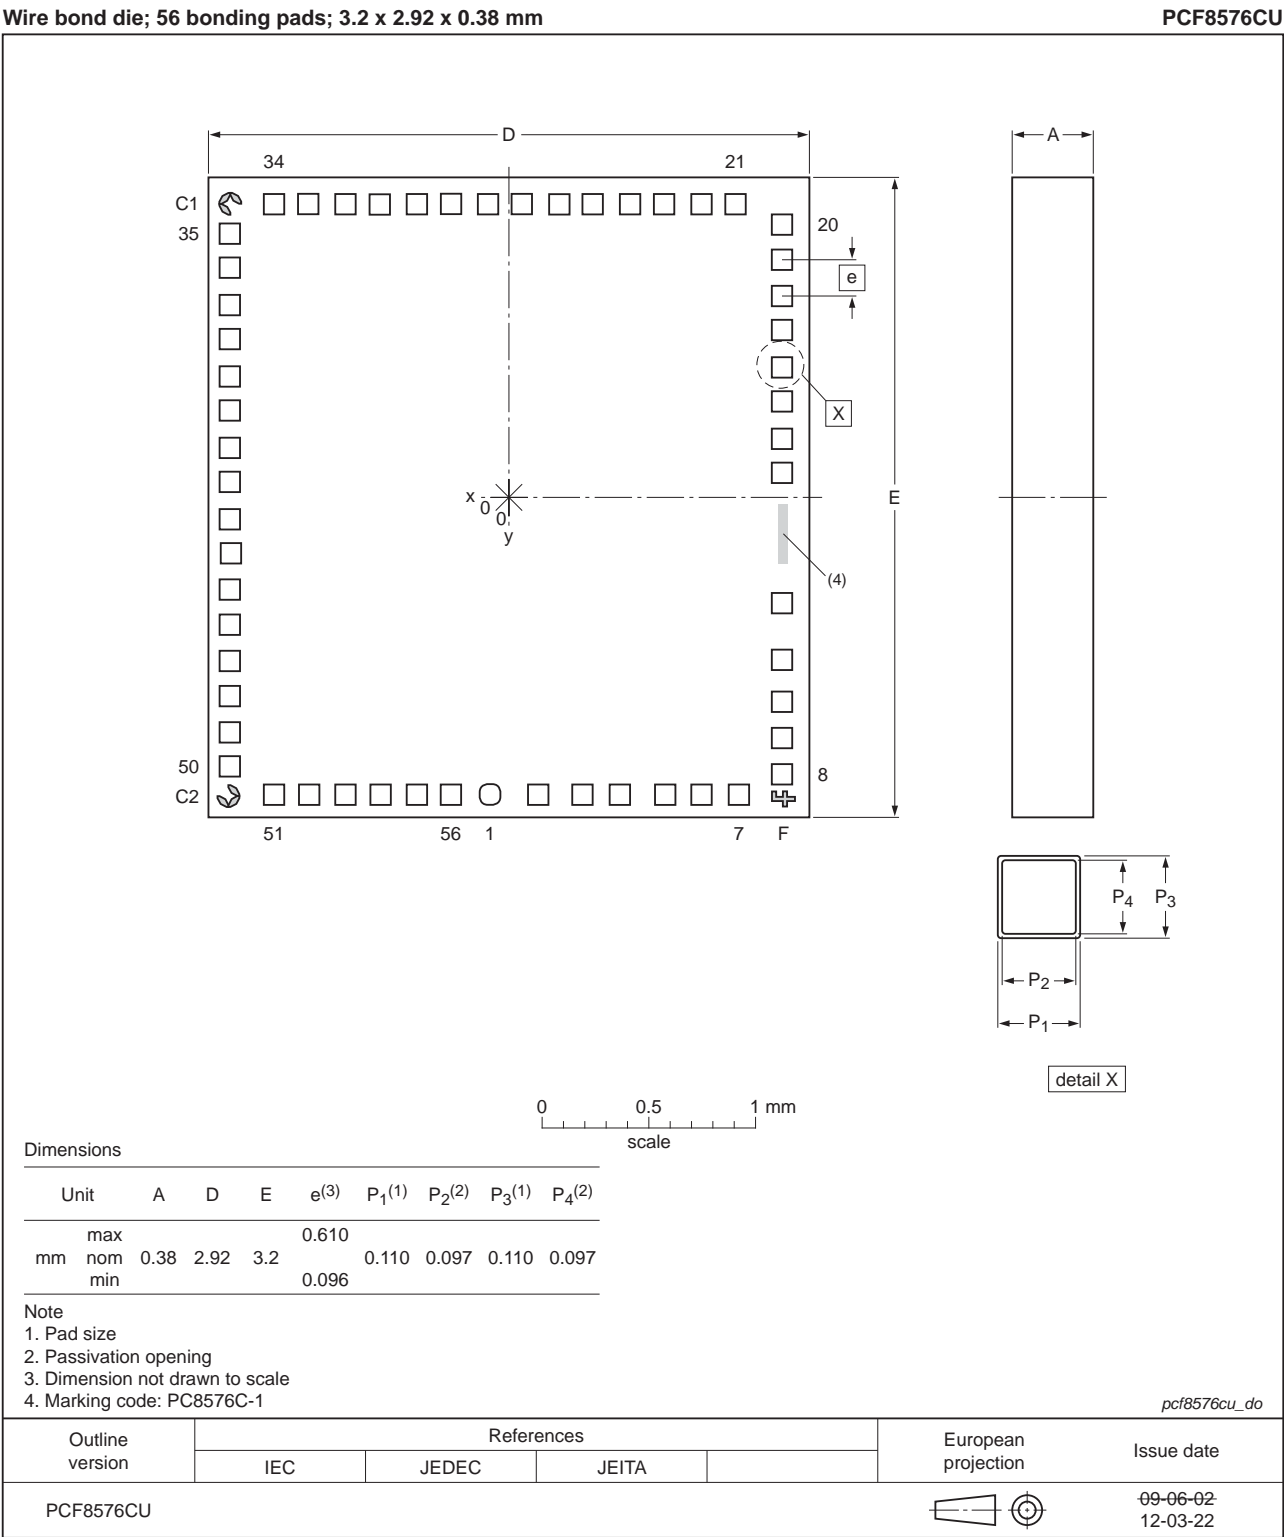 Wire bond die; 56 bonding pads; 3.2 x 2.92 x 0.38 mm PCF8576CU
D A
34 21
C1
35 20
e
X
x 0 E
0
y
(4)
50 8
C2
51 56 1 7 F
P4 P3
P2
P1
detail X
0 0.5 1 mm
scale
Dimensions
Unit A D E e(3) P1(1) P2(2) P3(1) P4(2)
max 0.610
mm nom 0.38 2.92 3.2 0.110 0.097 0.110 0.097
min 0.096
Note
1. Pad size
2. Passivation opening
3. Dimension not drawn to scale
4. Marking code: PC8576C-1
pcf8576cu_do
Outline version References European projection Issue date
IEC JEDEC JEITA
PCF8576CU 09-06-02
12-03-22